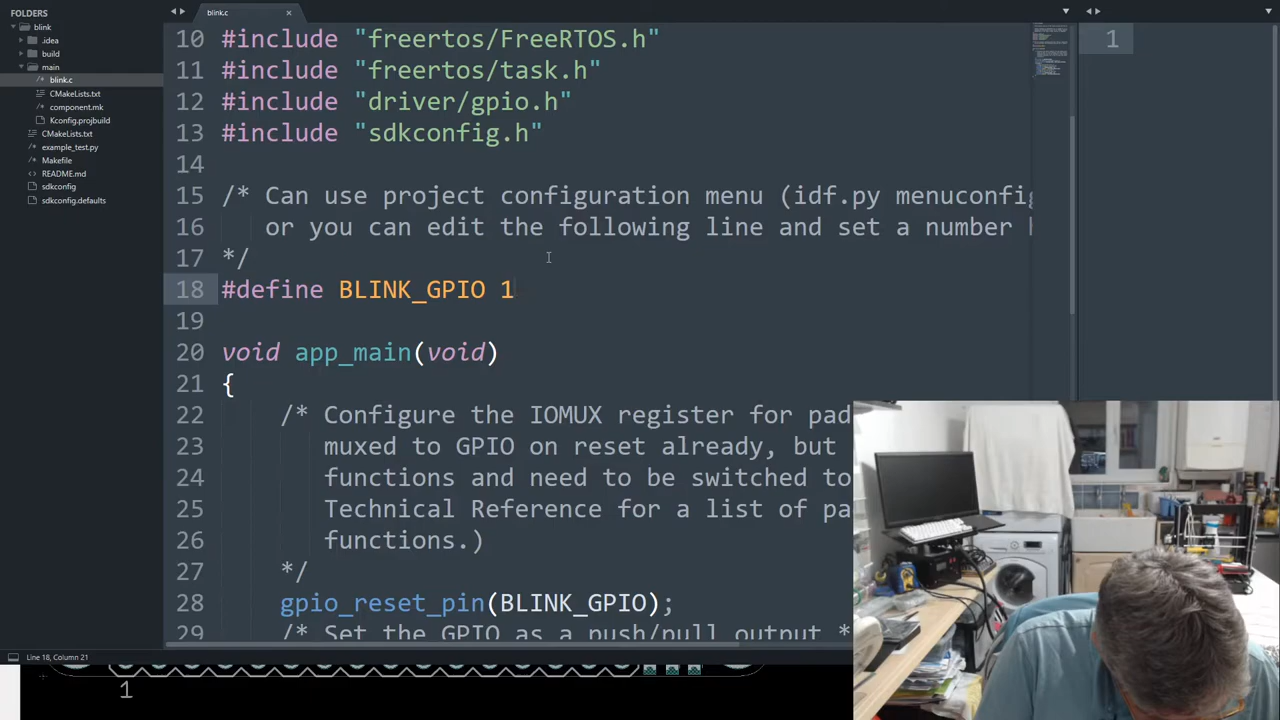 FOLDERS
blink
.idea
build
main
blink.c
CMakeLists.txt
component.mk
Kconfig.projbuild
CMakeLists.txt
example_test.py
Makefile
README.md
sdkconfig
sdkconfig.defaults
blink.c
10 #include "freertos/FreeRTOS.h"
11 #include "freertos/task.h"
12 #include "driver/gpio.h"
13 #include "sdkconfig.h"
14
15 /* Can use project configuration menu (idf.py menuconfig
16 or you can edit the following line and set a number
17 */
18 #define BLINK_GPIO 1
19
20 void app_main(void)
21 {
22 /* Configure the IOMUX register for pad
23 muxed to GPIO on reset already, but
24 functions and need to be switched to
25 Technical Reference for a list of pa
26 functions.)
27 */
28 gpio_reset_pin(BLINK_GPIO);
29 /* Set the GPIO as a push/pull output *
1
Line 18, Column 21
1